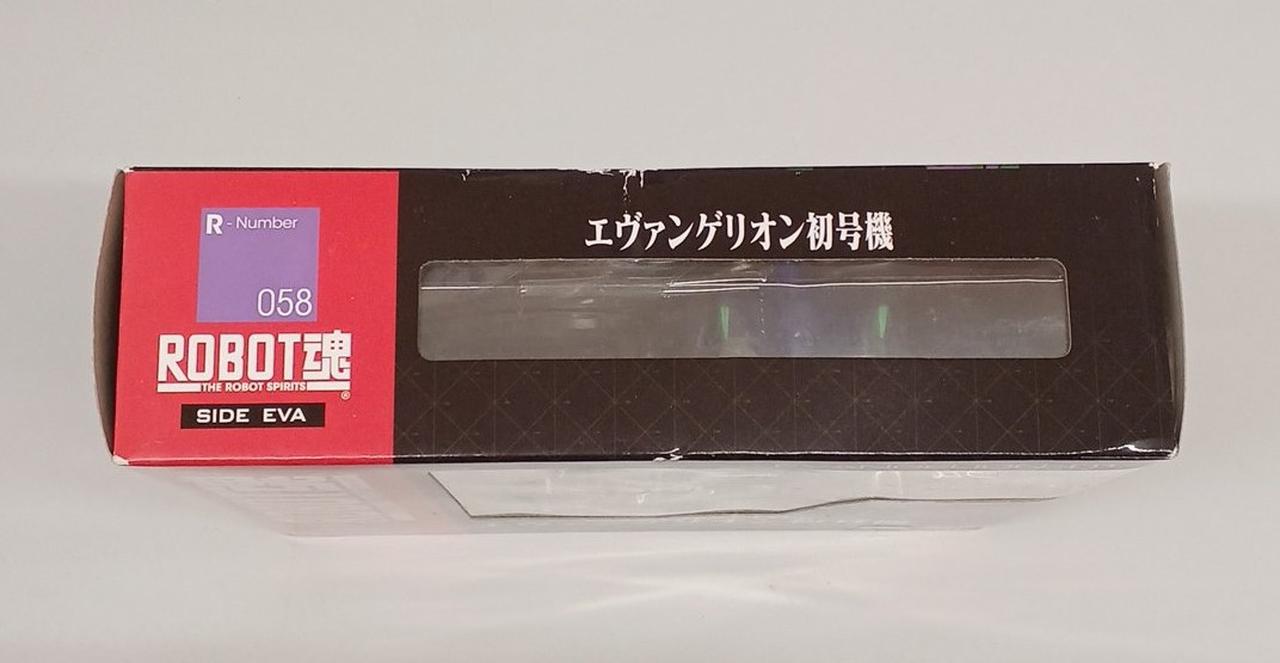 R - Number
058
ROBOT魂
THE ROBOT SPIRITS
®
SIDE EVA
エヴァンゲリオン初号機